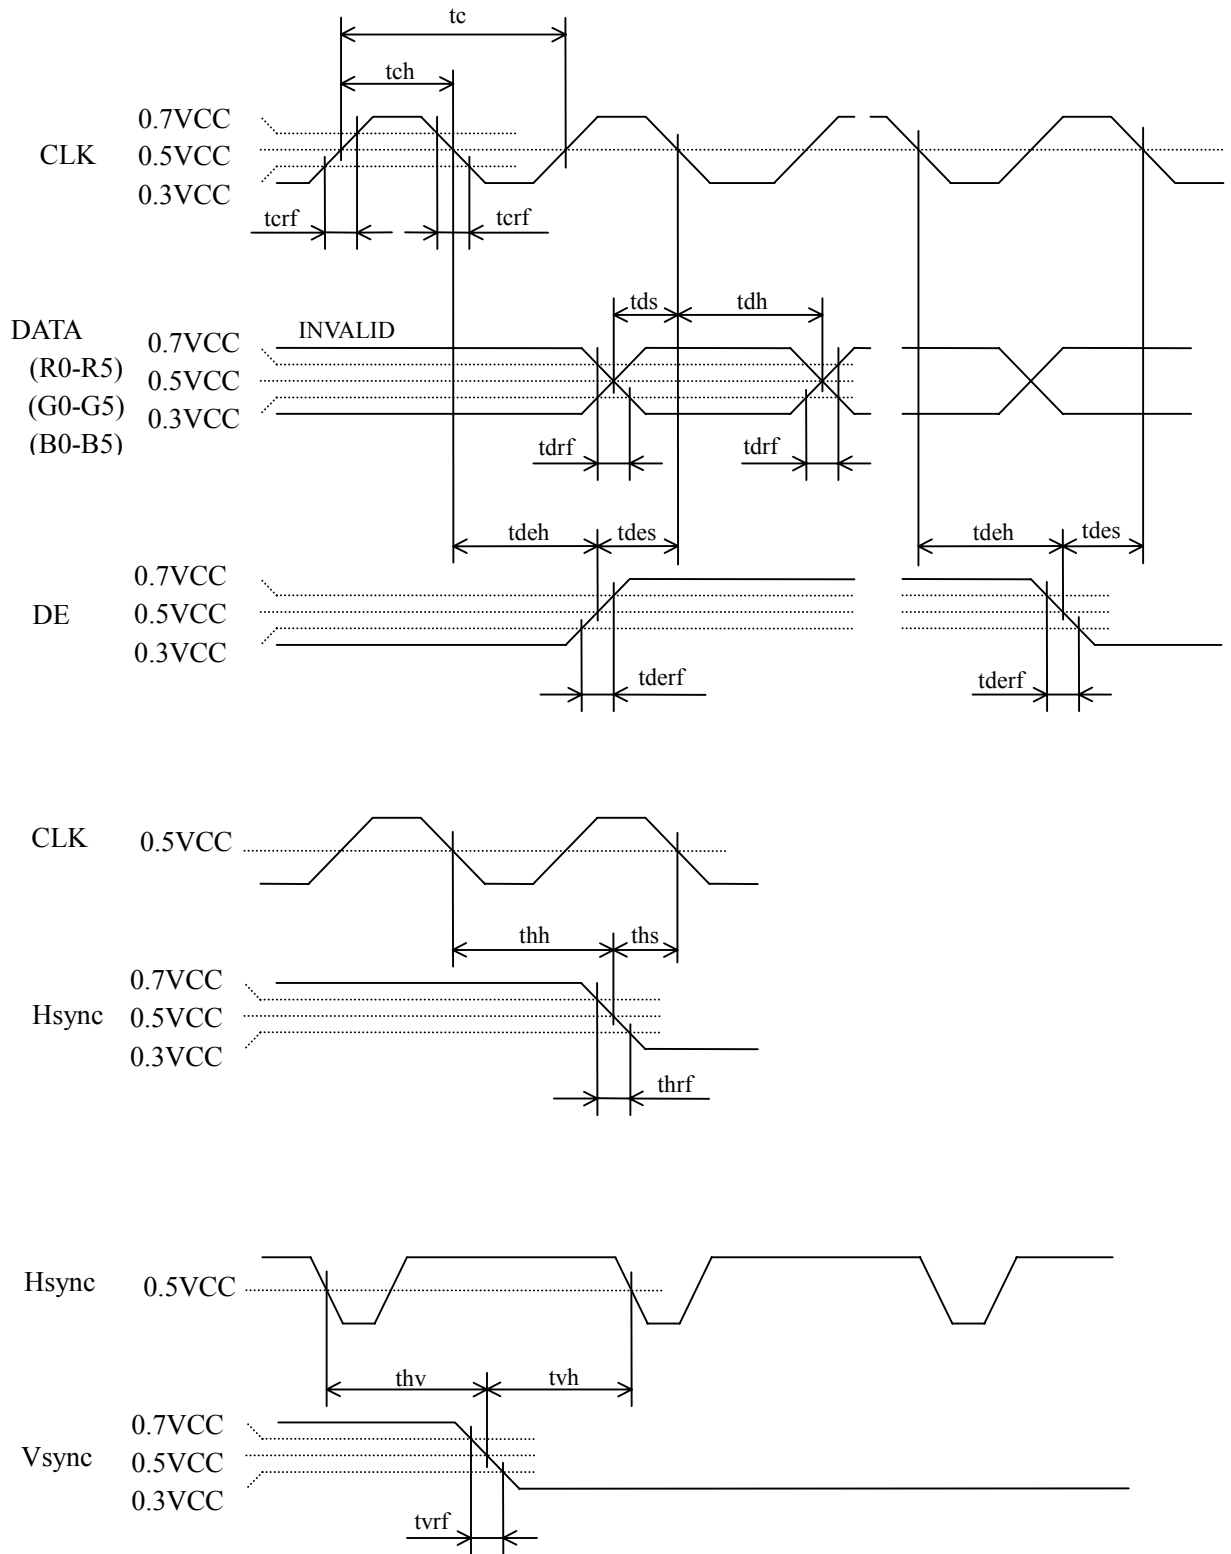 tc
tch
0.7VCC
CLK
0.5VCC
0.3VCC
tcrf
tcrf
tds
tdh
DATA
0.7VCC
INVALID
(R0-R5)
0.5VCC
(G0-G5)
0.3VCC
(B0-B5)
tdrf
tdrf
tdeh
tdes
tdeh
tdes
0.7VCC
DE
0.5VCC
0.3VCC
tderf
tderf
CLK
0.5VCC
thh
ths
0.7VCC
Hsync
0.5VCC
0.3VCC
thrf
Hsync
0.5VCC
thv
tvh
0.7VCC
Vsync
0.5VCC
0.3VCC
tvrf